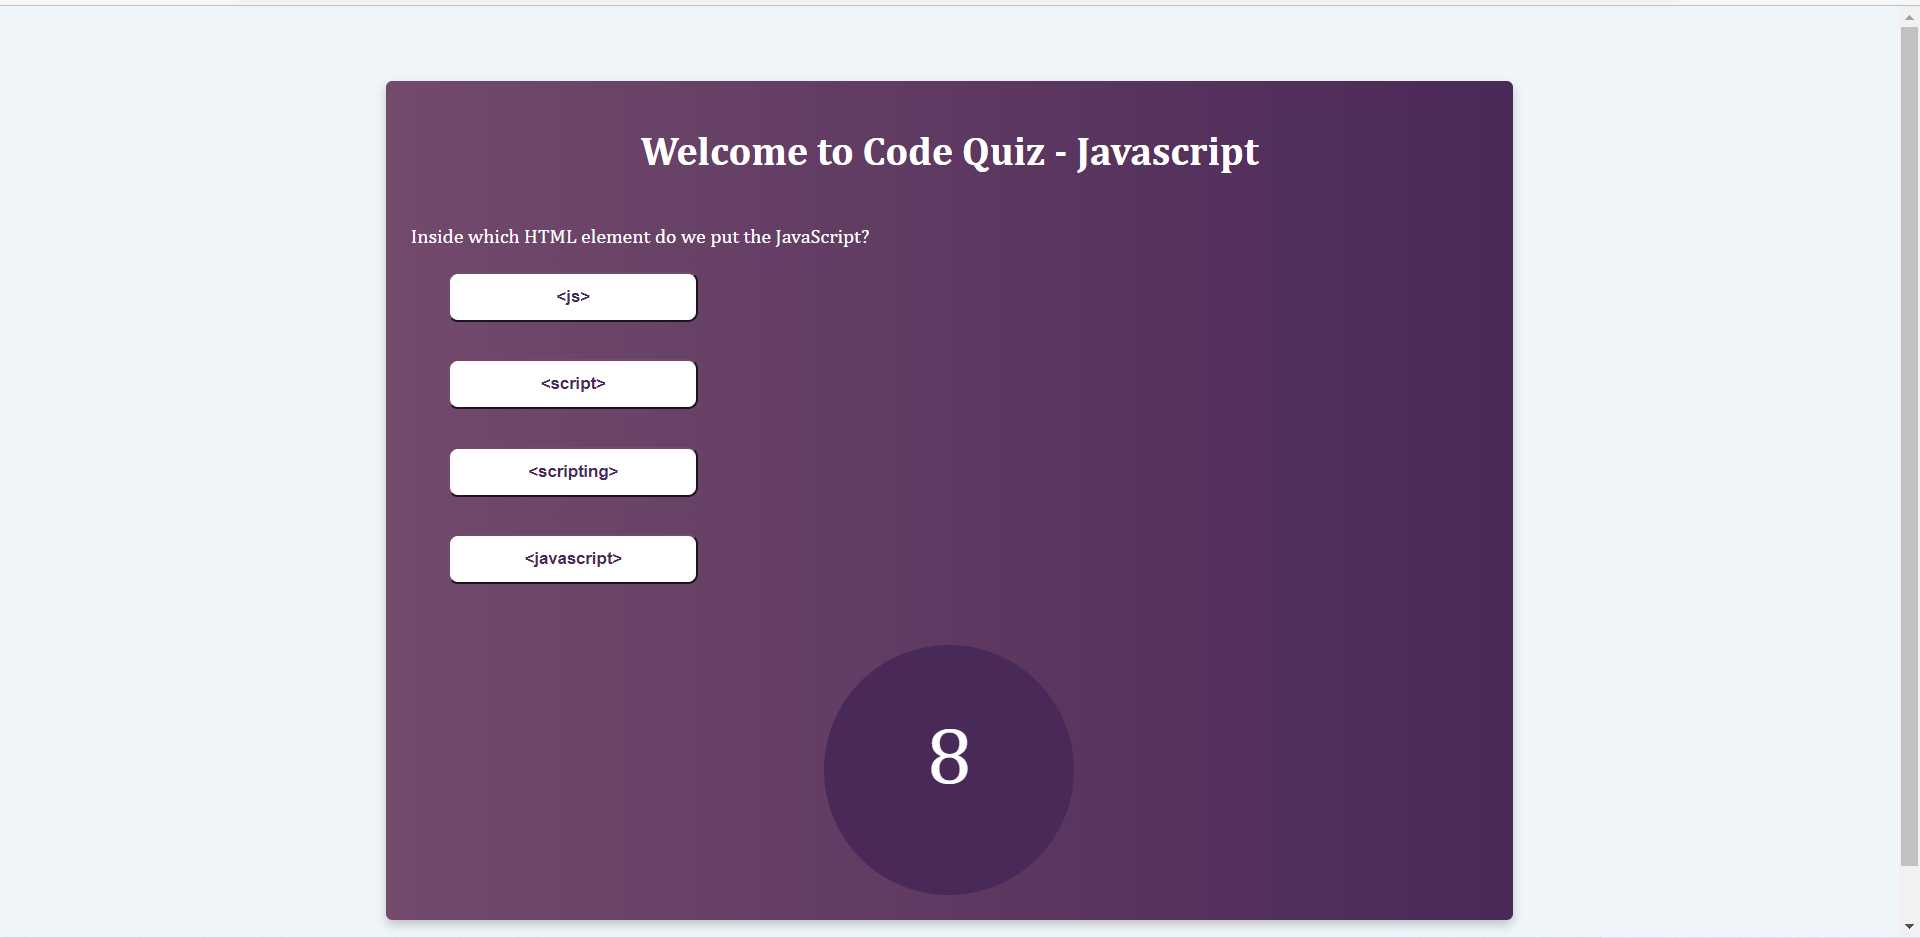 Welcome to Code Quiz - Javascript
Inside which HTML element do we put the JavaScript?
<js>
<script>
<scripting>
<javascript>
8